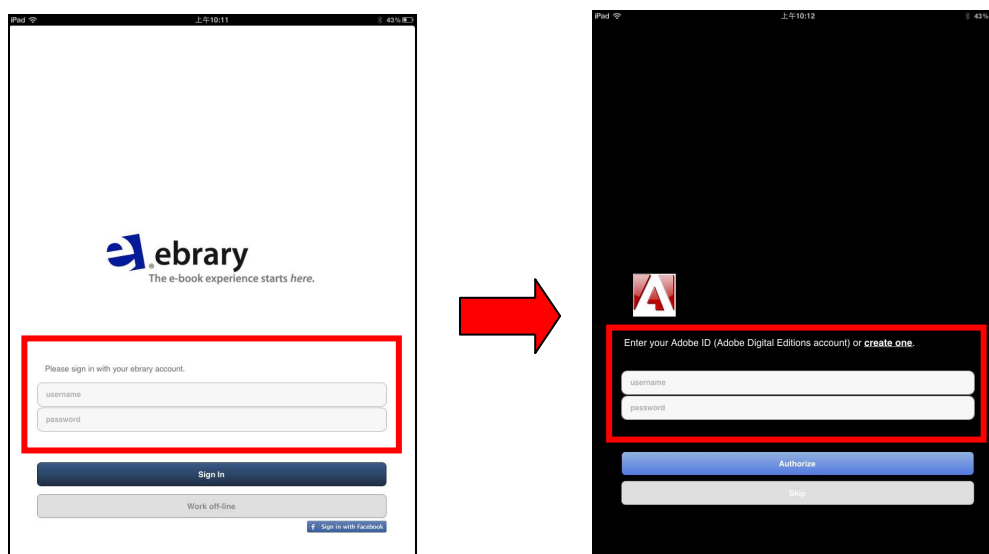 iPad 上午10:11 43%
ebrary
The e-book experience starts here.
Please sign in with your ebrary account.
username
password
Sign In
Work off-line
f Sign in with Facebook
iPad 上午10:12 43%
Enter your Adobe ID (Adobe Digital Editions account) or create one.
username
password
Authorize
Skip